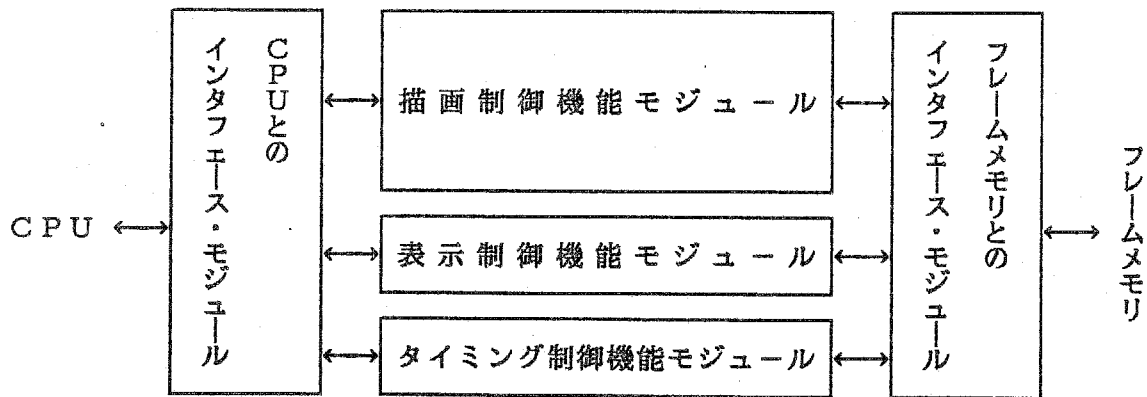 CPU
CPUとの
インタフェース・モジュール
描画制御機能モジュール
表示制御機能モジュール
タイミング制御機能モジュール
フレームメモリとの
インタフェース・モジュール
フレームメモリ